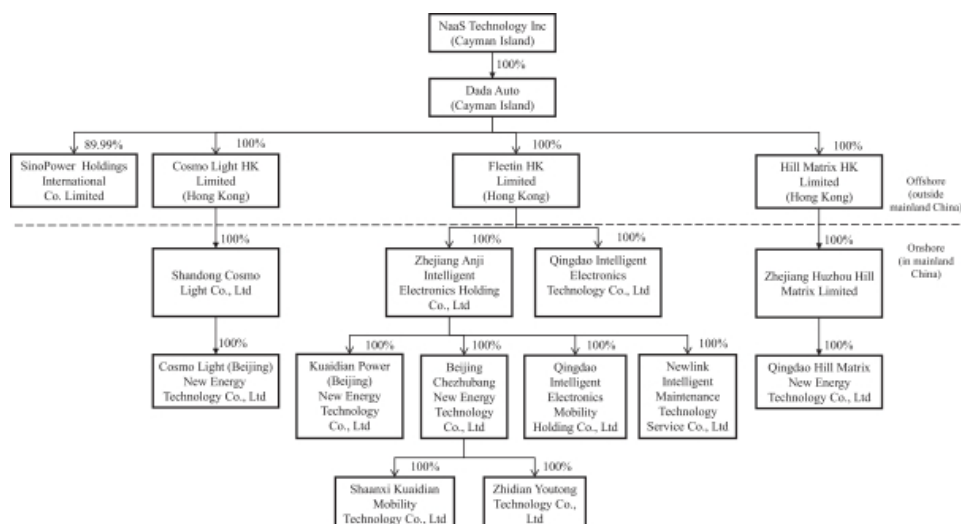 NaaS Technology Inc
(Cayman Island)
100%
Dada Auto
(Cayman Island)
89.99%
100%
100%
100%
SinoPower Holdings
International
Co. Limited
Cosmo Light HK
Limited
(Hong Kong)
Fleetin HK
Limited
(Hong Kong)
Hill Matrix HK
Limited
(Hong Kong)
Offshore
(outside
mainland China)
Onshore
(in mainland
China)
100%
100%
100%
100%
Shandong Cosmo
Light Co., Ltd
Zhejiang Anji
Intelligent
Electronics Holding
Co., Ltd
Qingdao Intelligent
Electronics
Technology Co., Ltd
Zhejiang Huzhou Hill
Matrix Limited
100%
100%
100%
100%
100%
100%
Cosmo Light (Beijing)
New Energy
Technology Co., Ltd
Kuaidian Power
(Beijing)
New Energy
Technology
Co., Ltd
Beijing
Chezhubang
New Energy
Technology
Co., Ltd
Qingdao
Intelligent
Electronics
Mobility
Holding Co., Ltd
Newlink
Intelligent
Maintenance
Technology
Service Co., Ltd
Qingdao Hill Matrix
New Energy
Technology Co., Ltd
100%
100%
Shaanxi Kuaidian
Mobility
Technology Co., Ltd
Zhidian Youtong
Technology Co.,
Ltd